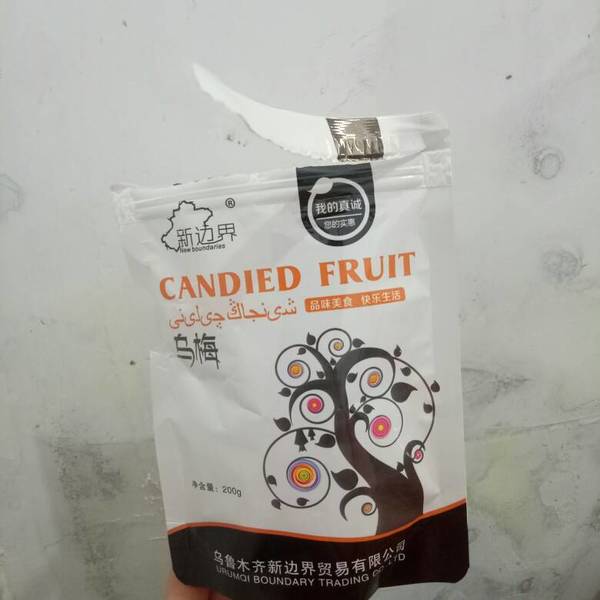 新边界®
New boundaries
我的真诚
您的实惠
CANDIED FRUIT
品味美食 快乐生活
乌梅
净含量：200g
乌鲁木齐新边界贸易有限公司
URUMQI BOUNDARY TRADING CO., LTD